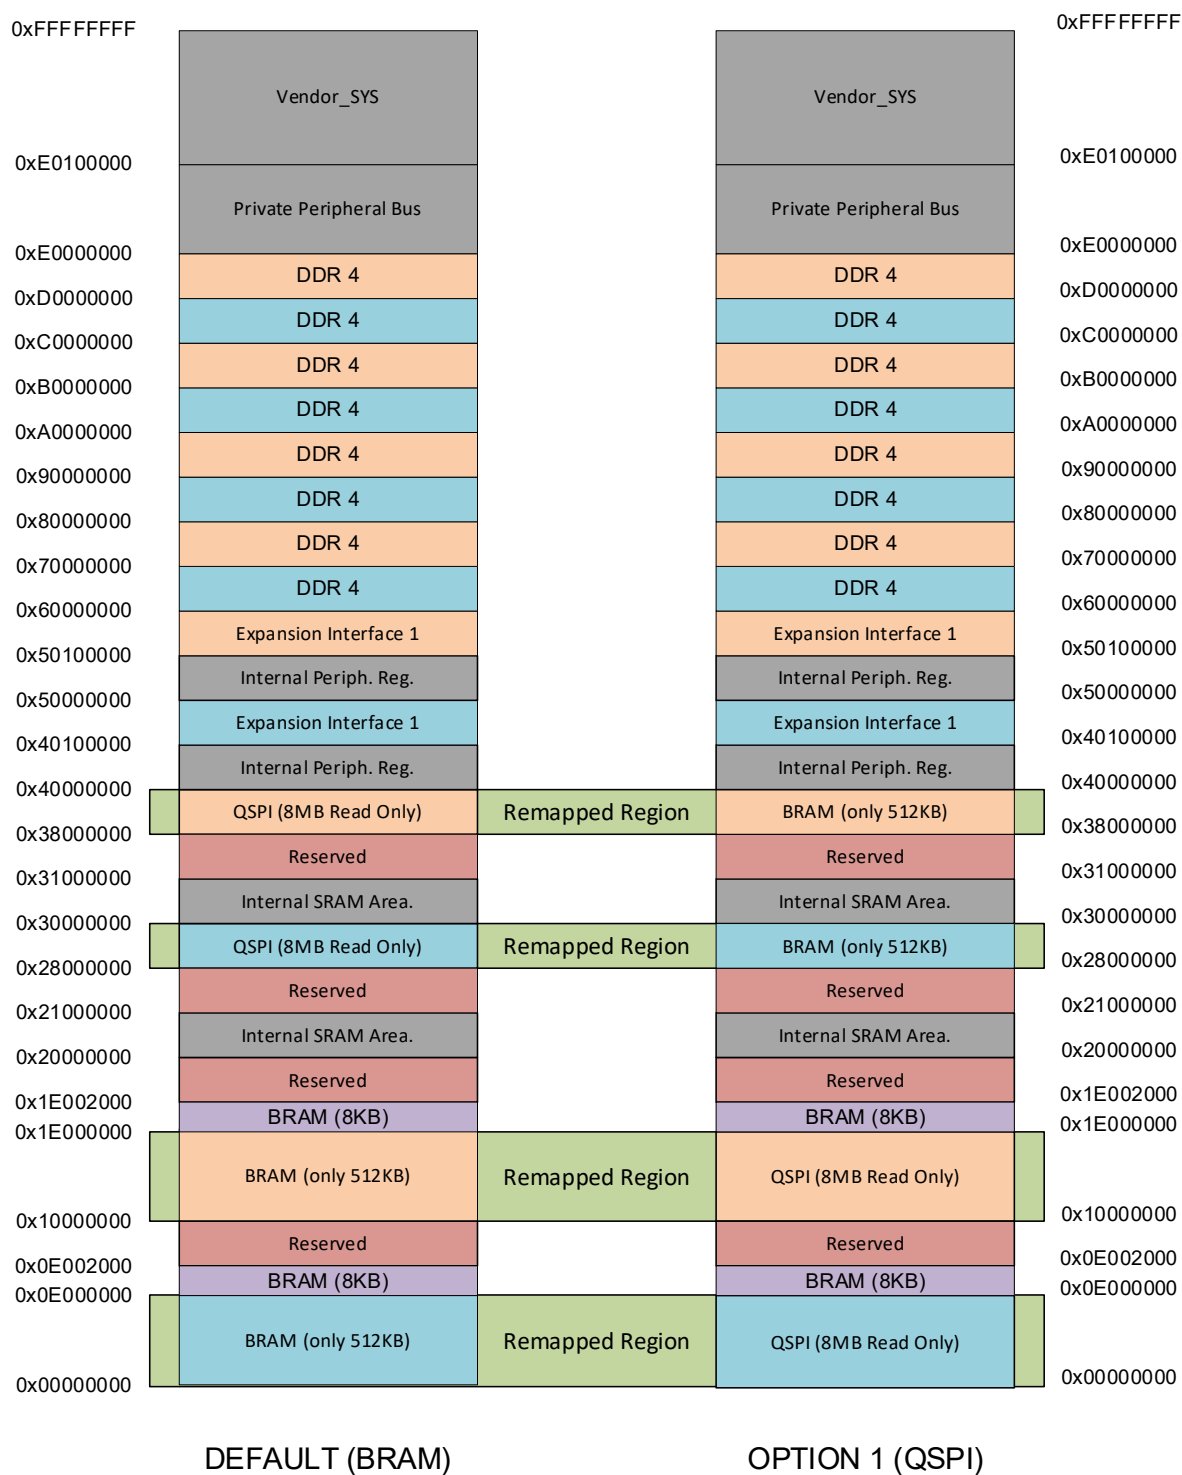 0xFFFFFFFF 0xFFFFFFFF
Vendor_SYS Vendor_SYS
0xE0100000 0xE0100000
Private Peripheral Bus Private Peripheral Bus
0xE0000000 0xE0000000
DDR 4 DDR 4
0xD0000000 0xD0000000
DDR 4 DDR 4
0xC0000000 0xC0000000
DDR 4 DDR 4
0xB0000000 0xB0000000
DDR 4 DDR 4
0xA0000000 0xA0000000
DDR 4 DDR 4
0x90000000 0x90000000
DDR 4 DDR 4
0x80000000 0x80000000
DDR 4 DDR 4
0x70000000 0x70000000
DDR 4 DDR 4
0x60000000 0x60000000
Expansion Interface 1 Expansion Interface 1
0x50100000 0x50100000
Internal Periph. Reg. Internal Periph. Reg.
0x50000000 0x50000000
Expansion Interface 1 Expansion Interface 1
0x40100000 0x40100000
Internal Periph. Reg. Internal Periph. Reg.
0x40000000 0x40000000
QSPI (8MB Read Only) Remapped Region BRAM (only 512KB)
0x38000000 0x38000000
Reserved Reserved
0x31000000 0x31000000
Internal SRAM Area. Internal SRAM Area.
0x30000000 0x30000000
QSPI (8MB Read Only) Remapped Region BRAM (only 512KB)
0x28000000 0x28000000
Reserved Reserved
0x21000000 0x21000000
Internal SRAM Area. Internal SRAM Area.
0x20000000 0x20000000
Reserved Reserved
0x1E002000 0x1E002000
BRAM (8KB) BRAM (8KB)
0x1E000000 0x1E000000
BRAM (only 512KB) Remapped Region QSPI (8MB Read Only)
0x10000000 0x10000000
Reserved Reserved
0x0E002000 0x0E002000
BRAM (8KB) BRAM (8KB)
0x0E000000 0x0E000000
BRAM (only 512KB) Remapped Region QSPI (8MB Read Only)
0x00000000 0x00000000
DEFAULT (BRAM) OPTION 1 (QSPI)